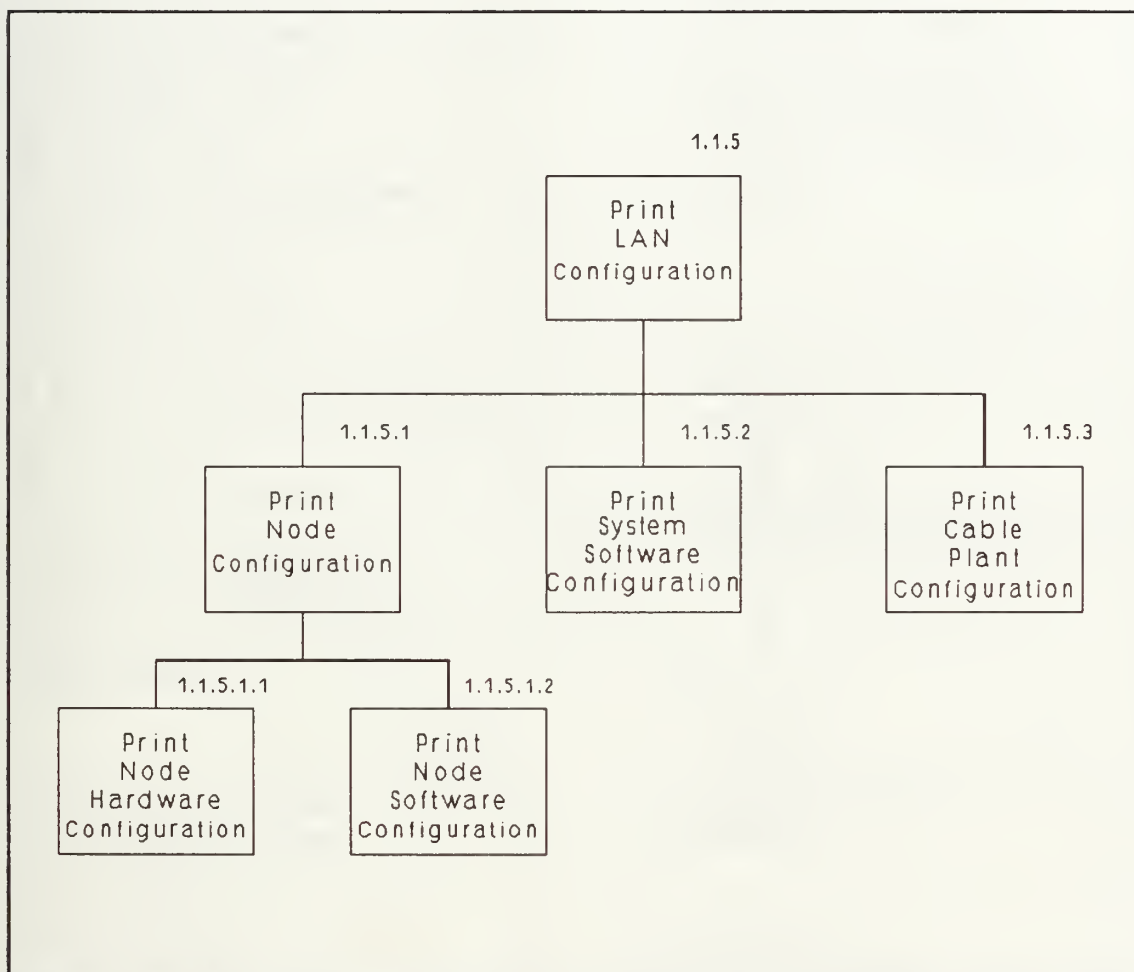 1.1.5
Print
LAN
Configuration
1.1.5.1
Print
Node
Configuration
1.1.5.2
Print
System
Software
Configuration
1.1.5.3
Print
Cable
Plant
Configuration
1.1.5.1.1
Print
Node
Hardware
Configuration
1.1.5.1.2
Print
Node
Software
Configuration